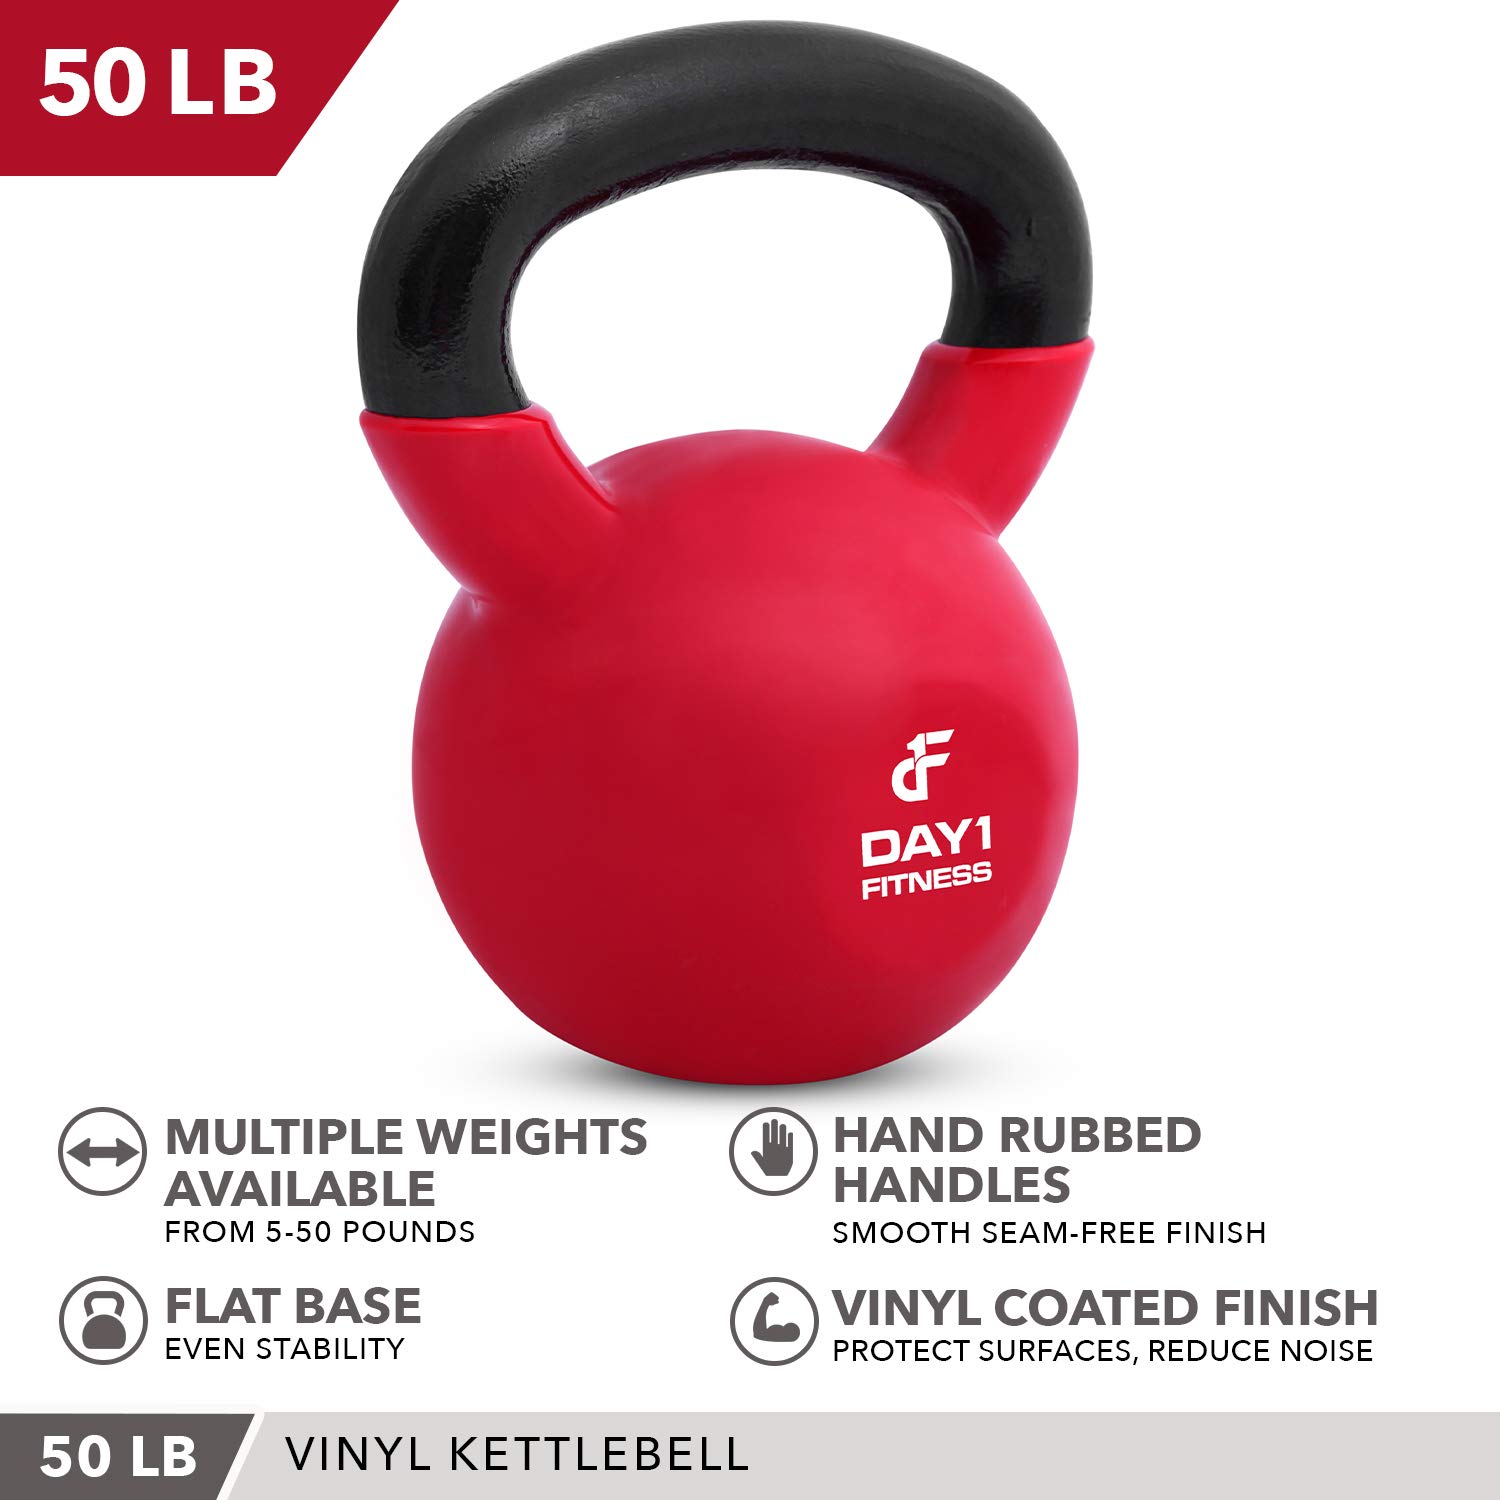 50 LB
DAY1
FITNESS
MULTIPLE WEIGHTS
AVAILABLE
FROM 5-50 POUNDS
HAND RUBBED
HANDLES
SMOOTH SEAM-FREE FINISH
FLAT BASE
EVEN STABILITY
VINYL COATED FINISH
PROTECT SURFACES, REDUCE NOISE
50 LB
VINYL KETTLEBELL